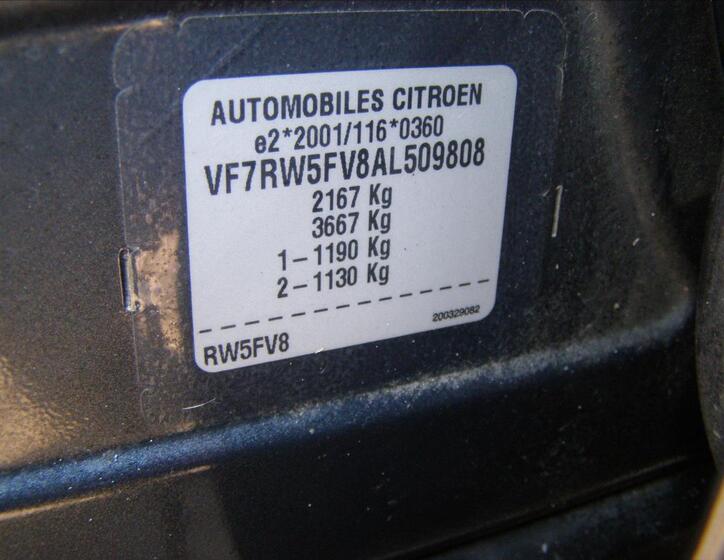 AUTOMOBILES CITROEN
e2*2001/116*0360
VF7RW5FV8AL509808
2167 Kg
3667 Kg
1-1190 Kg
2-1130 Kg
200329082
RW5FV8